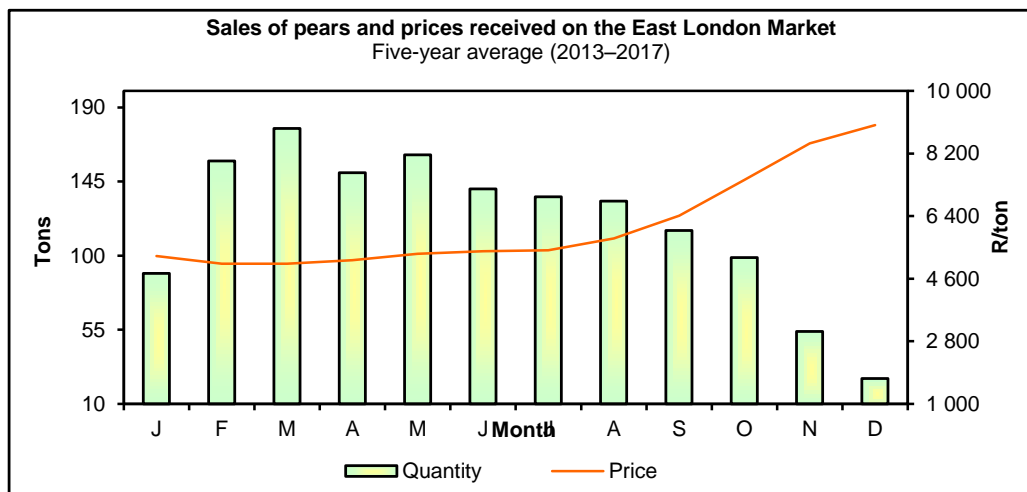 Sales of pears and prices received on the East London Market
Five-year average (2013–2017)
190
145
100
55
10
Tons
10 000
8 200
6 400
4 600
2 800
1 000
R/ton
J F M A M J J A S O N D
Month
Quantity Price